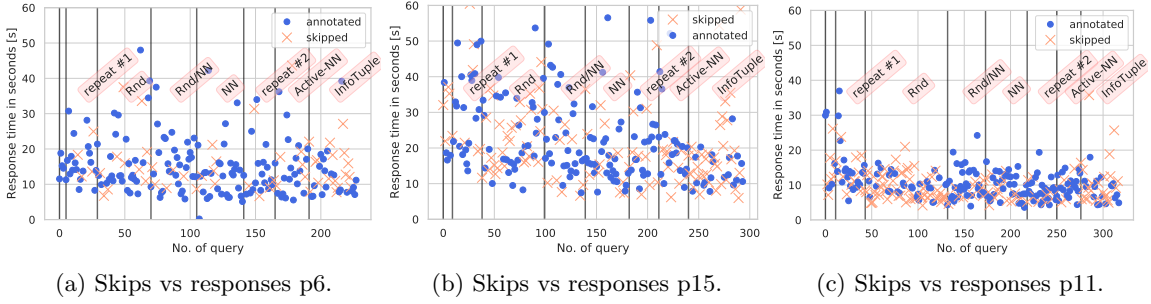 60
50
40
30
20
10
0
Response time in seconds [s]
annotated
skipped
repeat #1
Rnd
Rnd/NN
NN
repeat #2
Active-NN
InfoTuple
0
50
100
150
200
No. of query
(a) Skips vs responses p6.
60
50
40
30
20
10
0
Response time in seconds [s]
skipped
annotated
repeat #1
Rnd
Rnd/NN
NN
repeat #2
Active-NN
InfoTuple
0
50
100
150
200
250
300
No. of query
(b) Skips vs responses p15.
60
50
40
30
20
10
0
Response time in seconds [s]
annotated
skipped
repeat #1
Rnd
Rnd/NN
NN
repeat #2
Active-NN
InfoTuple
0
50
100
150
200
250
300
No. of query
(c) Skips vs responses p11.